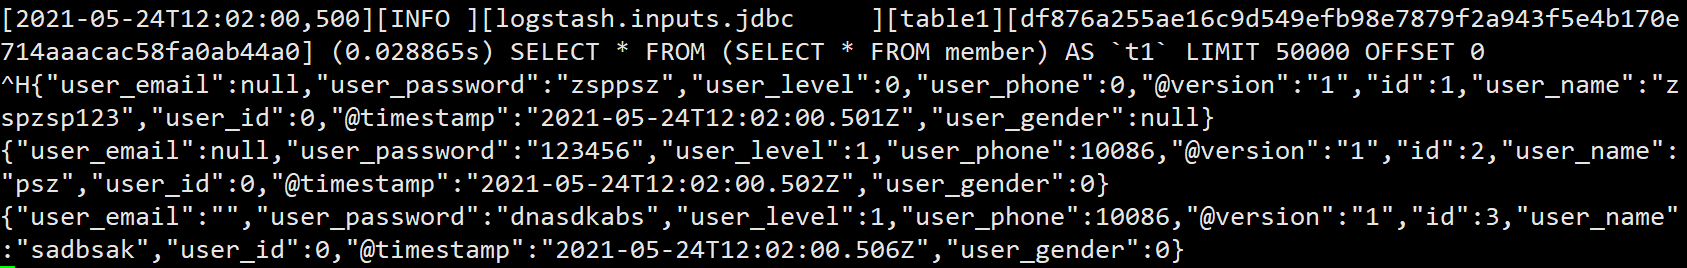 [2021-05-24T12:02:00,500][INFO ][logstash.inputs.jdbc     ][table1][df876a255ae16c9d549efb98e7879f2a943f5e4b170e
714aaacac58fa0ab44a0] (0.028865s) SELECT * FROM (SELECT * FROM member) AS `t1` LIMIT 50000 OFFSET 0
^H{"user_email":null,"user_password":"zsppsz","user_level":0,"user_phone":0,"@version":"1","id":1,"user_name":"z
spzsp123","user_id":0,"@timestamp":"2021-05-24T12:02:00.501Z","user_gender":null}
{"user_email":null,"user_password":"123456","user_level":1,"user_phone":10086,"@version":"1","id":2,"user_name":
"psz","user_id":0,"@timestamp":"2021-05-24T12:02:00.502Z","user_gender":0}
{"user_email":"","user_password":"dnasdkabs","user_level":1,"user_phone":10086,"@version":"1","id":3,"user_name"
:"sadbsak","user_id":0,"@timestamp":"2021-05-24T12:02:00.506Z","user_gender":0}